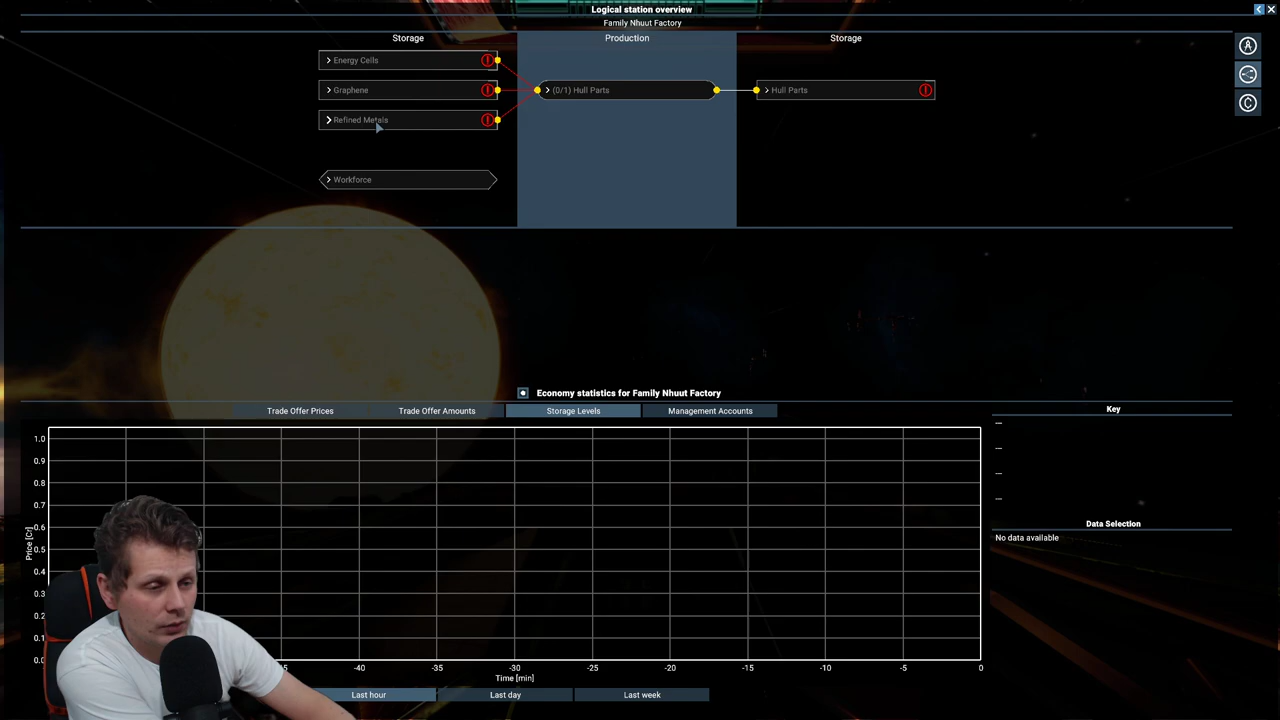 Logical station overview
Family Nhuut Factory
Storage
Production
Storage
Energy Cells
Graphene
(0/1) Hull Parts
Hull Parts
Refined Metals
Workforce
Economy statistics for Family Nhuut Factory
Trade Offer Prices
Trade Offer Amounts
Storage Levels
Management Accounts
Key
1.0
0.9
0.8
0.7
0.6
0.5
0.4
0.3
0.2
0.1
Price [Cr]
---
---
---
---
Data Selection
No data available
-40
-35
-30
-25
-20
-15
-10
-5
0
Time [min]
Last hour
Last day
Last week